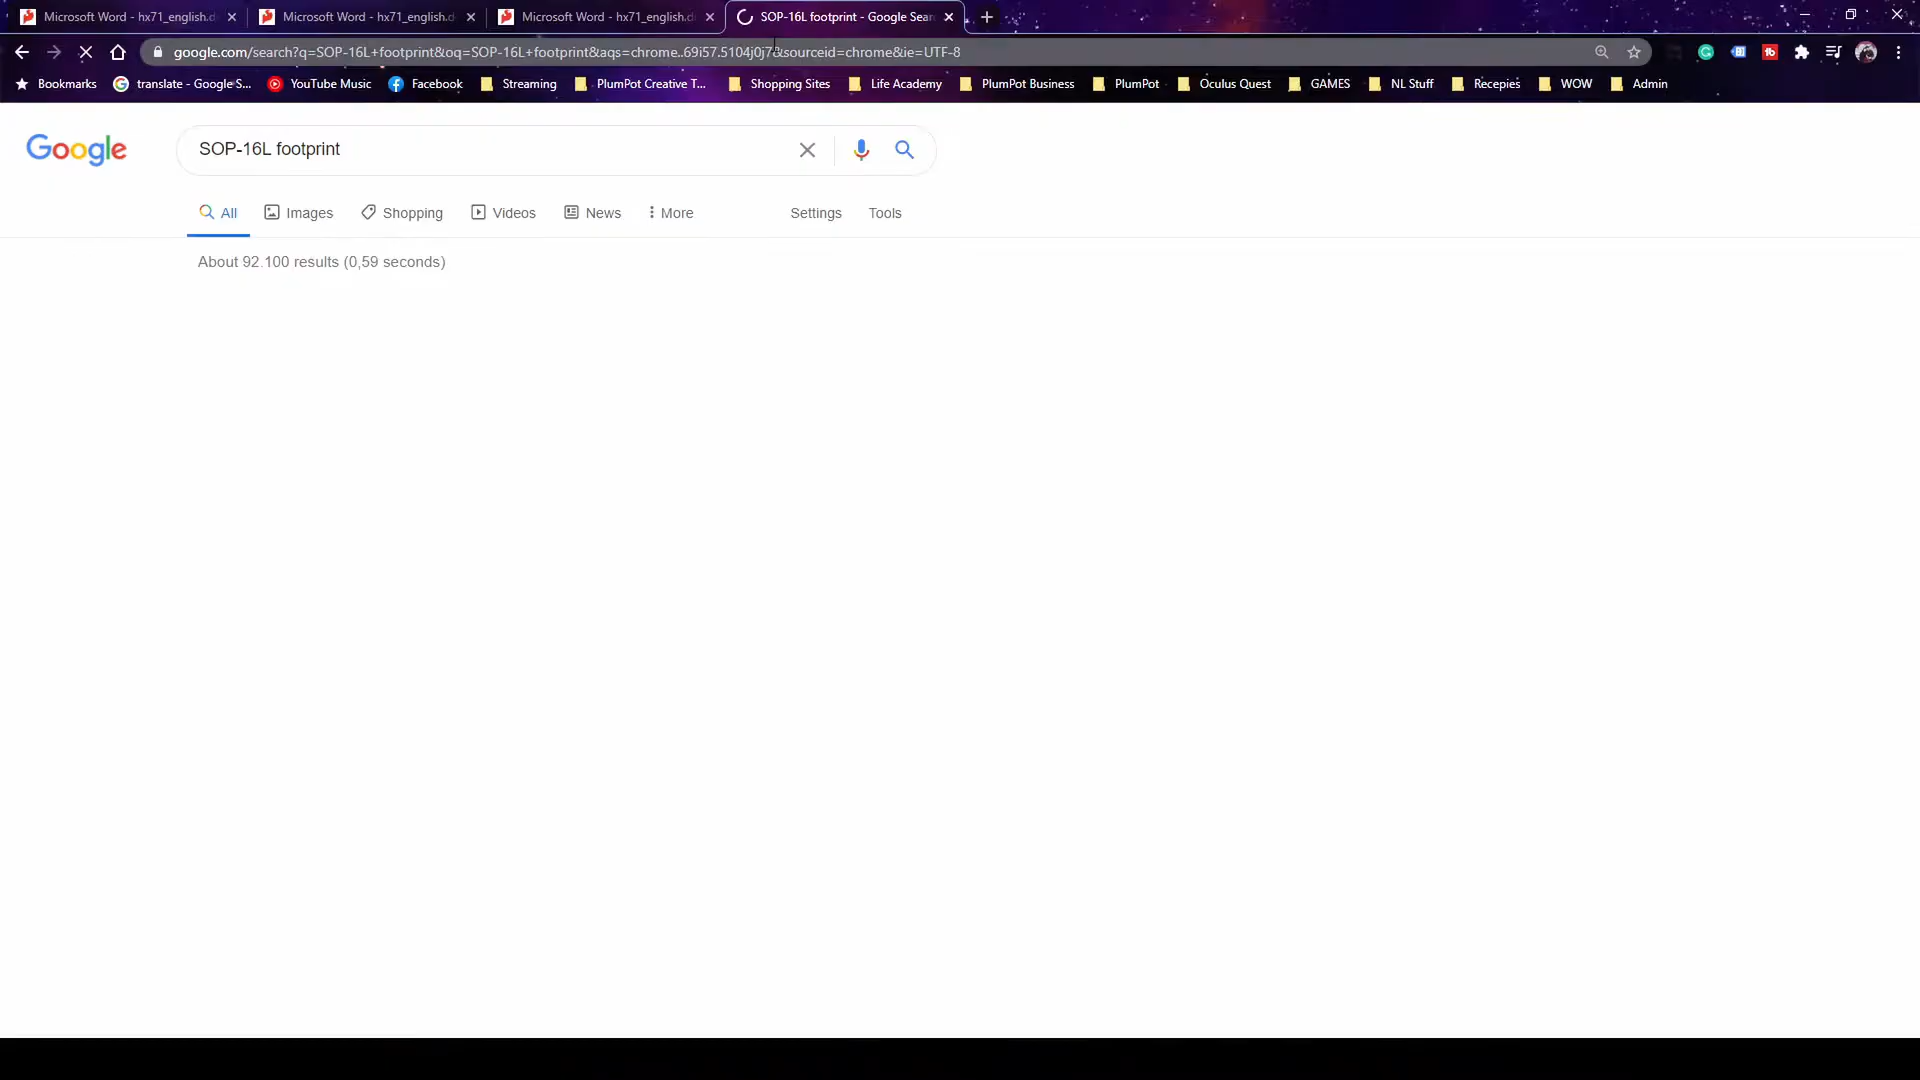 Microsoft Word - hx71_english.d
Microsoft Word - hx71_english.d
Microsoft Word - hx71_english.d
SOP-16L footprint - Google Sear
google.com/search?q=SOP-16L+footprint&oq=SOP-16L+footprint&aqs=chrome..69i57.5104j0j7&sourceid=chrome&ie=UTF-8
Bookmarks
translate - Google S...
YouTube Music
Facebook
Streaming
PlumPot Creative T...
Shopping Sites
Life Academy
PlumPot Business
PlumPot
Oculus Quest
GAMES
NL Stuff
Recepies
WOW
Admin
Google
SOP-16L footprint
All
Images
Shopping
Videos
News
More
Settings
Tools
About 92.100 results (0,59 seconds)